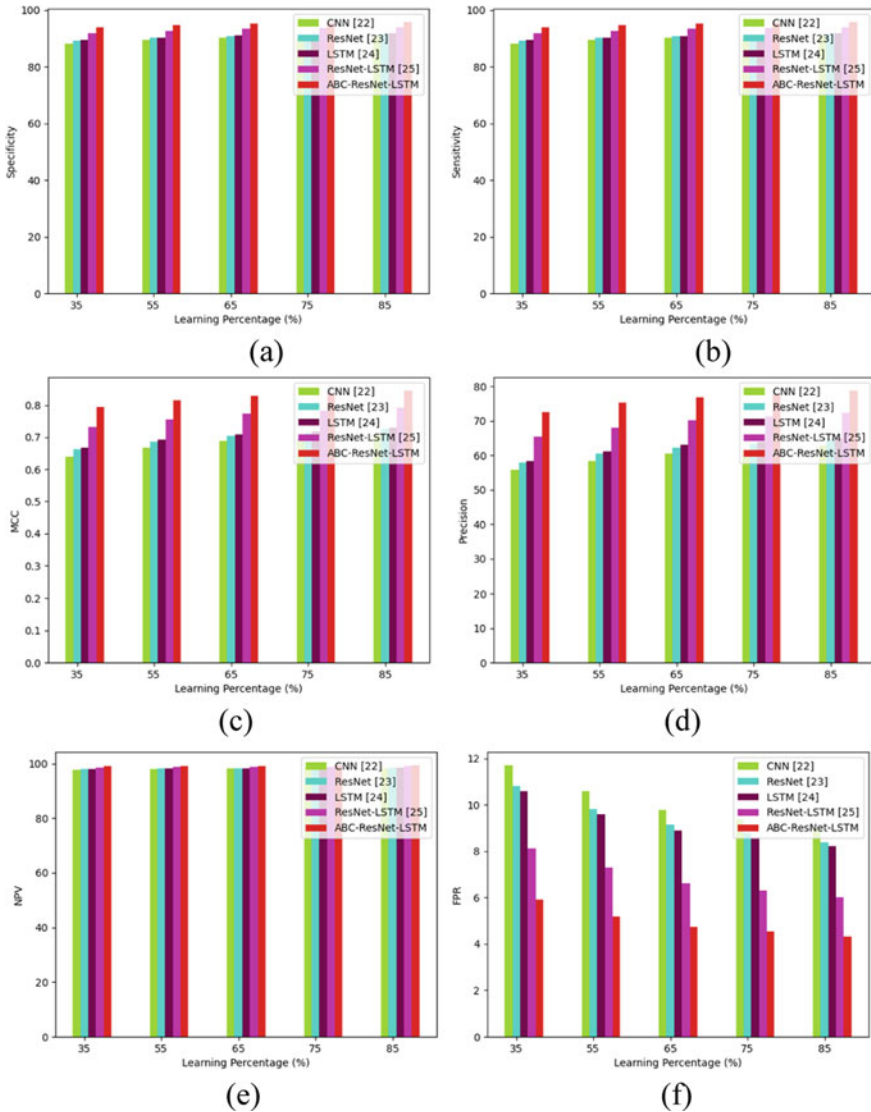 100
80
60
40
20
0
Specificity
CNN [22]
ResNet [23]
LSTM [24]
ResNet-LSTM [25]
ABC-ResNet-LSTM
35 55 65 75 85
Learning Percentage (%)
(a)
100
80
60
40
20
0
Sensitivity
CNN [22]
ResNet [23]
LSTM [24]
ResNet-LSTM [25]
ABC-ResNet-LSTM
35 55 65 75 85
Learning Percentage (%)
(b)
0.8
0.7
0.6
0.5
0.4
0.3
0.2
0.1
0.0
MCC
CNN [22]
ResNet [23]
LSTM [24]
ResNet-LSTM [25]
ABC-ResNet-LSTM
35 55 65 75 85
Learning Percentage (%)
(c)
80
70
60
50
40
30
20
10
0
Precision
CNN [22]
ResNet [23]
LSTM [24]
ResNet-LSTM [25]
ABC-ResNet-LSTM
35 55 65 75 85
Learning Percentage (%)
(d)
100
80
60
40
20
0
NPV
CNN [22]
ResNet [23]
LSTM [24]
ResNet-LSTM [25]
ABC-ResNet-LSTM
35 55 65 75 85
Learning Percentage (%)
(e)
12
10
8
6
4
2
0
FPR
CNN [22]
ResNet [23]
LSTM [24]
ResNet-LSTM [25]
ABC-ResNet-LSTM
35 55 65 75 85
Learning Percentage (%)
(f)